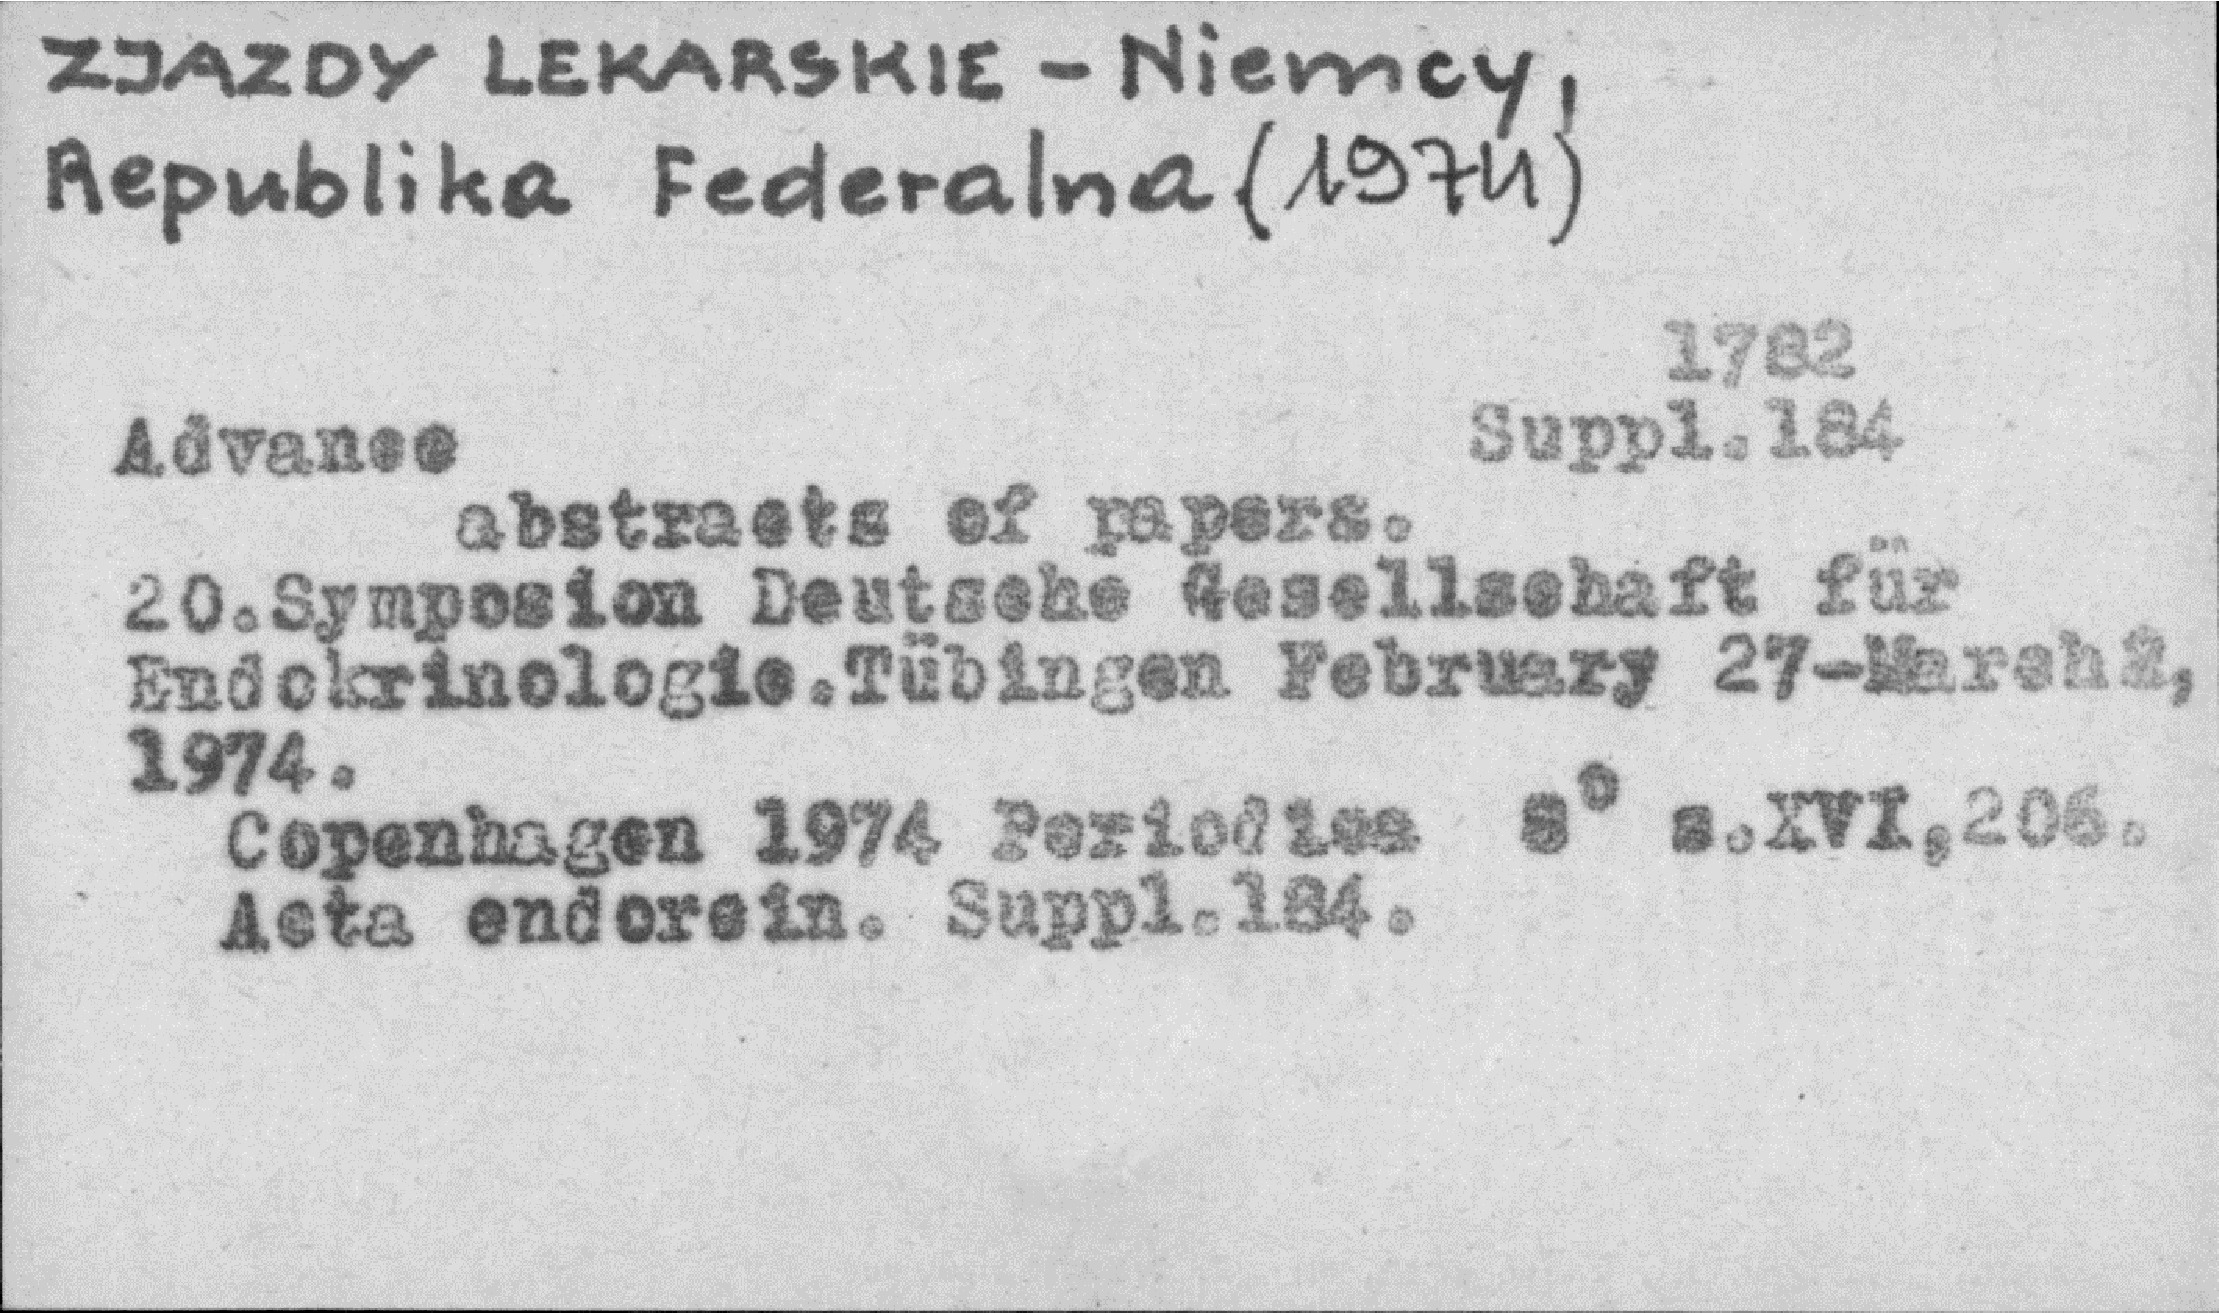 ZJAZDY LEKARSKIE - Niemcy,
Republika Federalna (1974)
1782
Suppl.184
Advance
abstracts of papers.
20.Symposion Deutsche Gesellschaft für
Endokrinologie.Tübingen February 27-March 2,
1974.
Copenhagen 1974 Periodica 8° s.XVI,206.
Acta endocrin. Suppl.184.